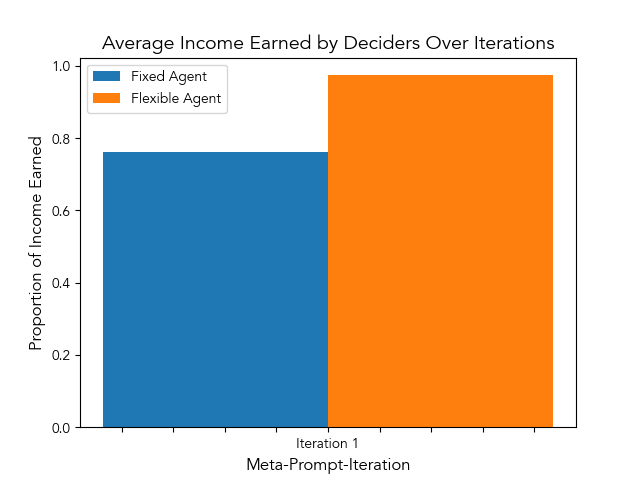 Average Income Earned by Deciders Over Iterations
Fixed Agent
Flexible Agent
Proportion of Income Earned
1.0
0.8
0.6
0.4
0.2
0.0
Iteration 1
Meta-Prompt-Iteration